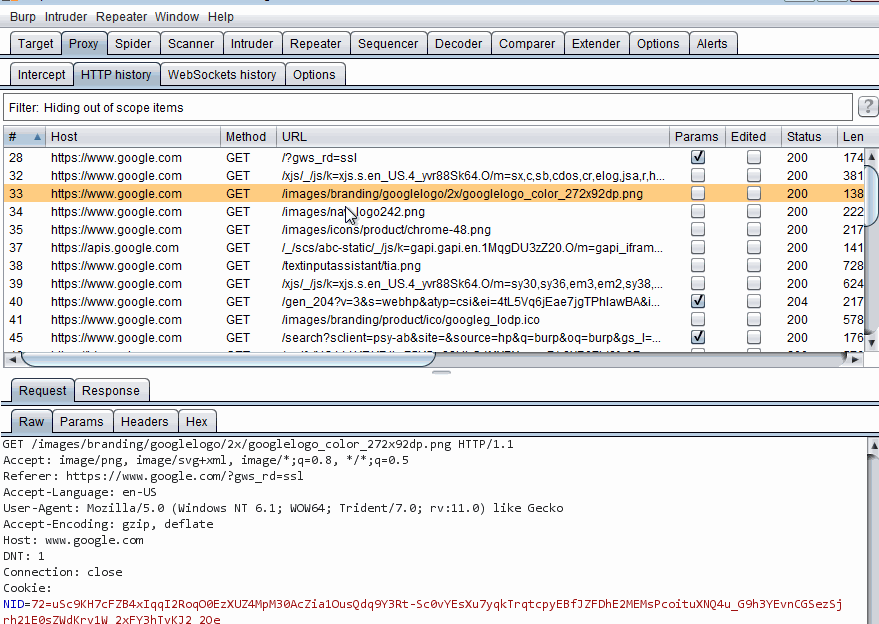 Burp Intruder Repeater Window Help
Target Proxy Spider Scanner Intruder Repeater Sequencer Decoder Comparer Extender Options Alerts
Intercept HTTP history WebSockets history Options
Filter: Hiding out of scope items ?
# Host Method URL Params Edited Status Len
28 https://www.google.com GET /?gws_rd=ssl 200 174
32 https://www.google.com GET /xjs/_/js/k=xjs.s.en_US.4_yvr88Sk64.O/m=sx,c,sb,cdos,cr,elog,jsa,r,h... 200 381
33 https://www.google.com GET /images/branding/googlelogo/2x/googlelogo_color_272x92dp.png 200 138
34 https://www.google.com GET 200 222
35 https://www.google.com GET /images/icons/product/chrome-48.png 200 217
37 https://apis.google.com GET /_/scs/abc-static/_/js/k=gapi.gapi.en.1MqgDU3zZ20.O/m=gapi_ifram... 200 141
38 https://www.google.com GET /textinputassistant/tia.png 200 728
39 https://www.google.com GET /xjs/_/js/k=xjs.s.en_US.4_yvr88Sk64.O/m=sy30,sy36,em3,em2,sy38,... 200 624
40 https://www.google.com GET /gen_204?v=3&s=webhp&atyp=csi&ei=4tL5Vq6jEae7jgTPhlawBA&i... 204 217
41 https://www.google.com GET /images/branding/product/ico/googleg_lodp.ico 200 578
45 https://www.google.com GET /search?sclient=psy-ab&site=&source=hp&q=burp&oq=burp&gs_l=... 200 176
Request Response
Raw Params Headers Hex
GET /images/branding/googlelogo/2x/googlelogo_color_272x92dp.png HTTP/1.1
Accept: image/png, image/svg+xml, image/*;q=0.8, */*;q=0.5
Referer: https://www.google.com/?gws_rd=ssl
Accept-Language: en-US
User-Agent: Mozilla/5.0 (Windows NT 6.1; WOW64; Trident/7.0; rv:11.0) like Gecko
Accept-Encoding: gzip, deflate
Host: www.google.com
DNT: 1
Connection: close
Cookie:
NID=72=uSc9KH7cFZB4xIqqI2RoqO0EzXUZ4MpM30AcZia1OusQdq9Y3Rt-Sc0vYEsXu7yqkTrqtcpyEBfJZFDhE2MEMsPcoituXNQ4u_G9h3YEvnCGSezSj